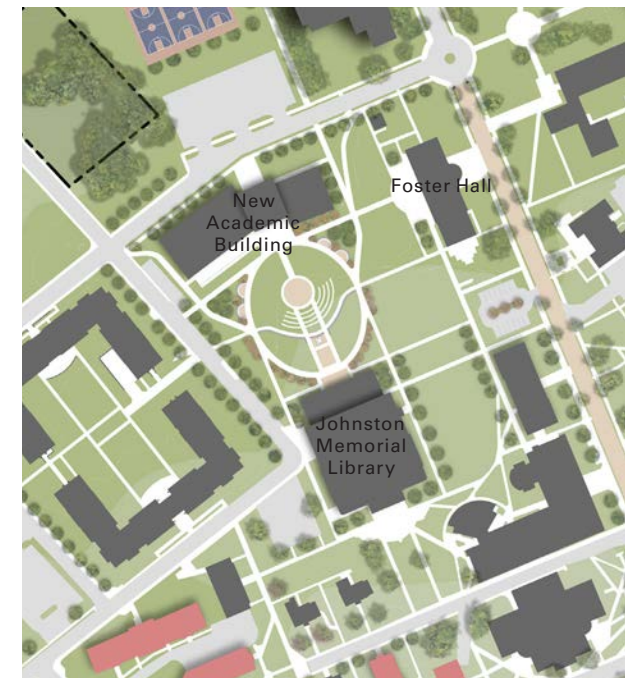 Foster Hall
New
Academic
Building
Johnston
Memorial
Library